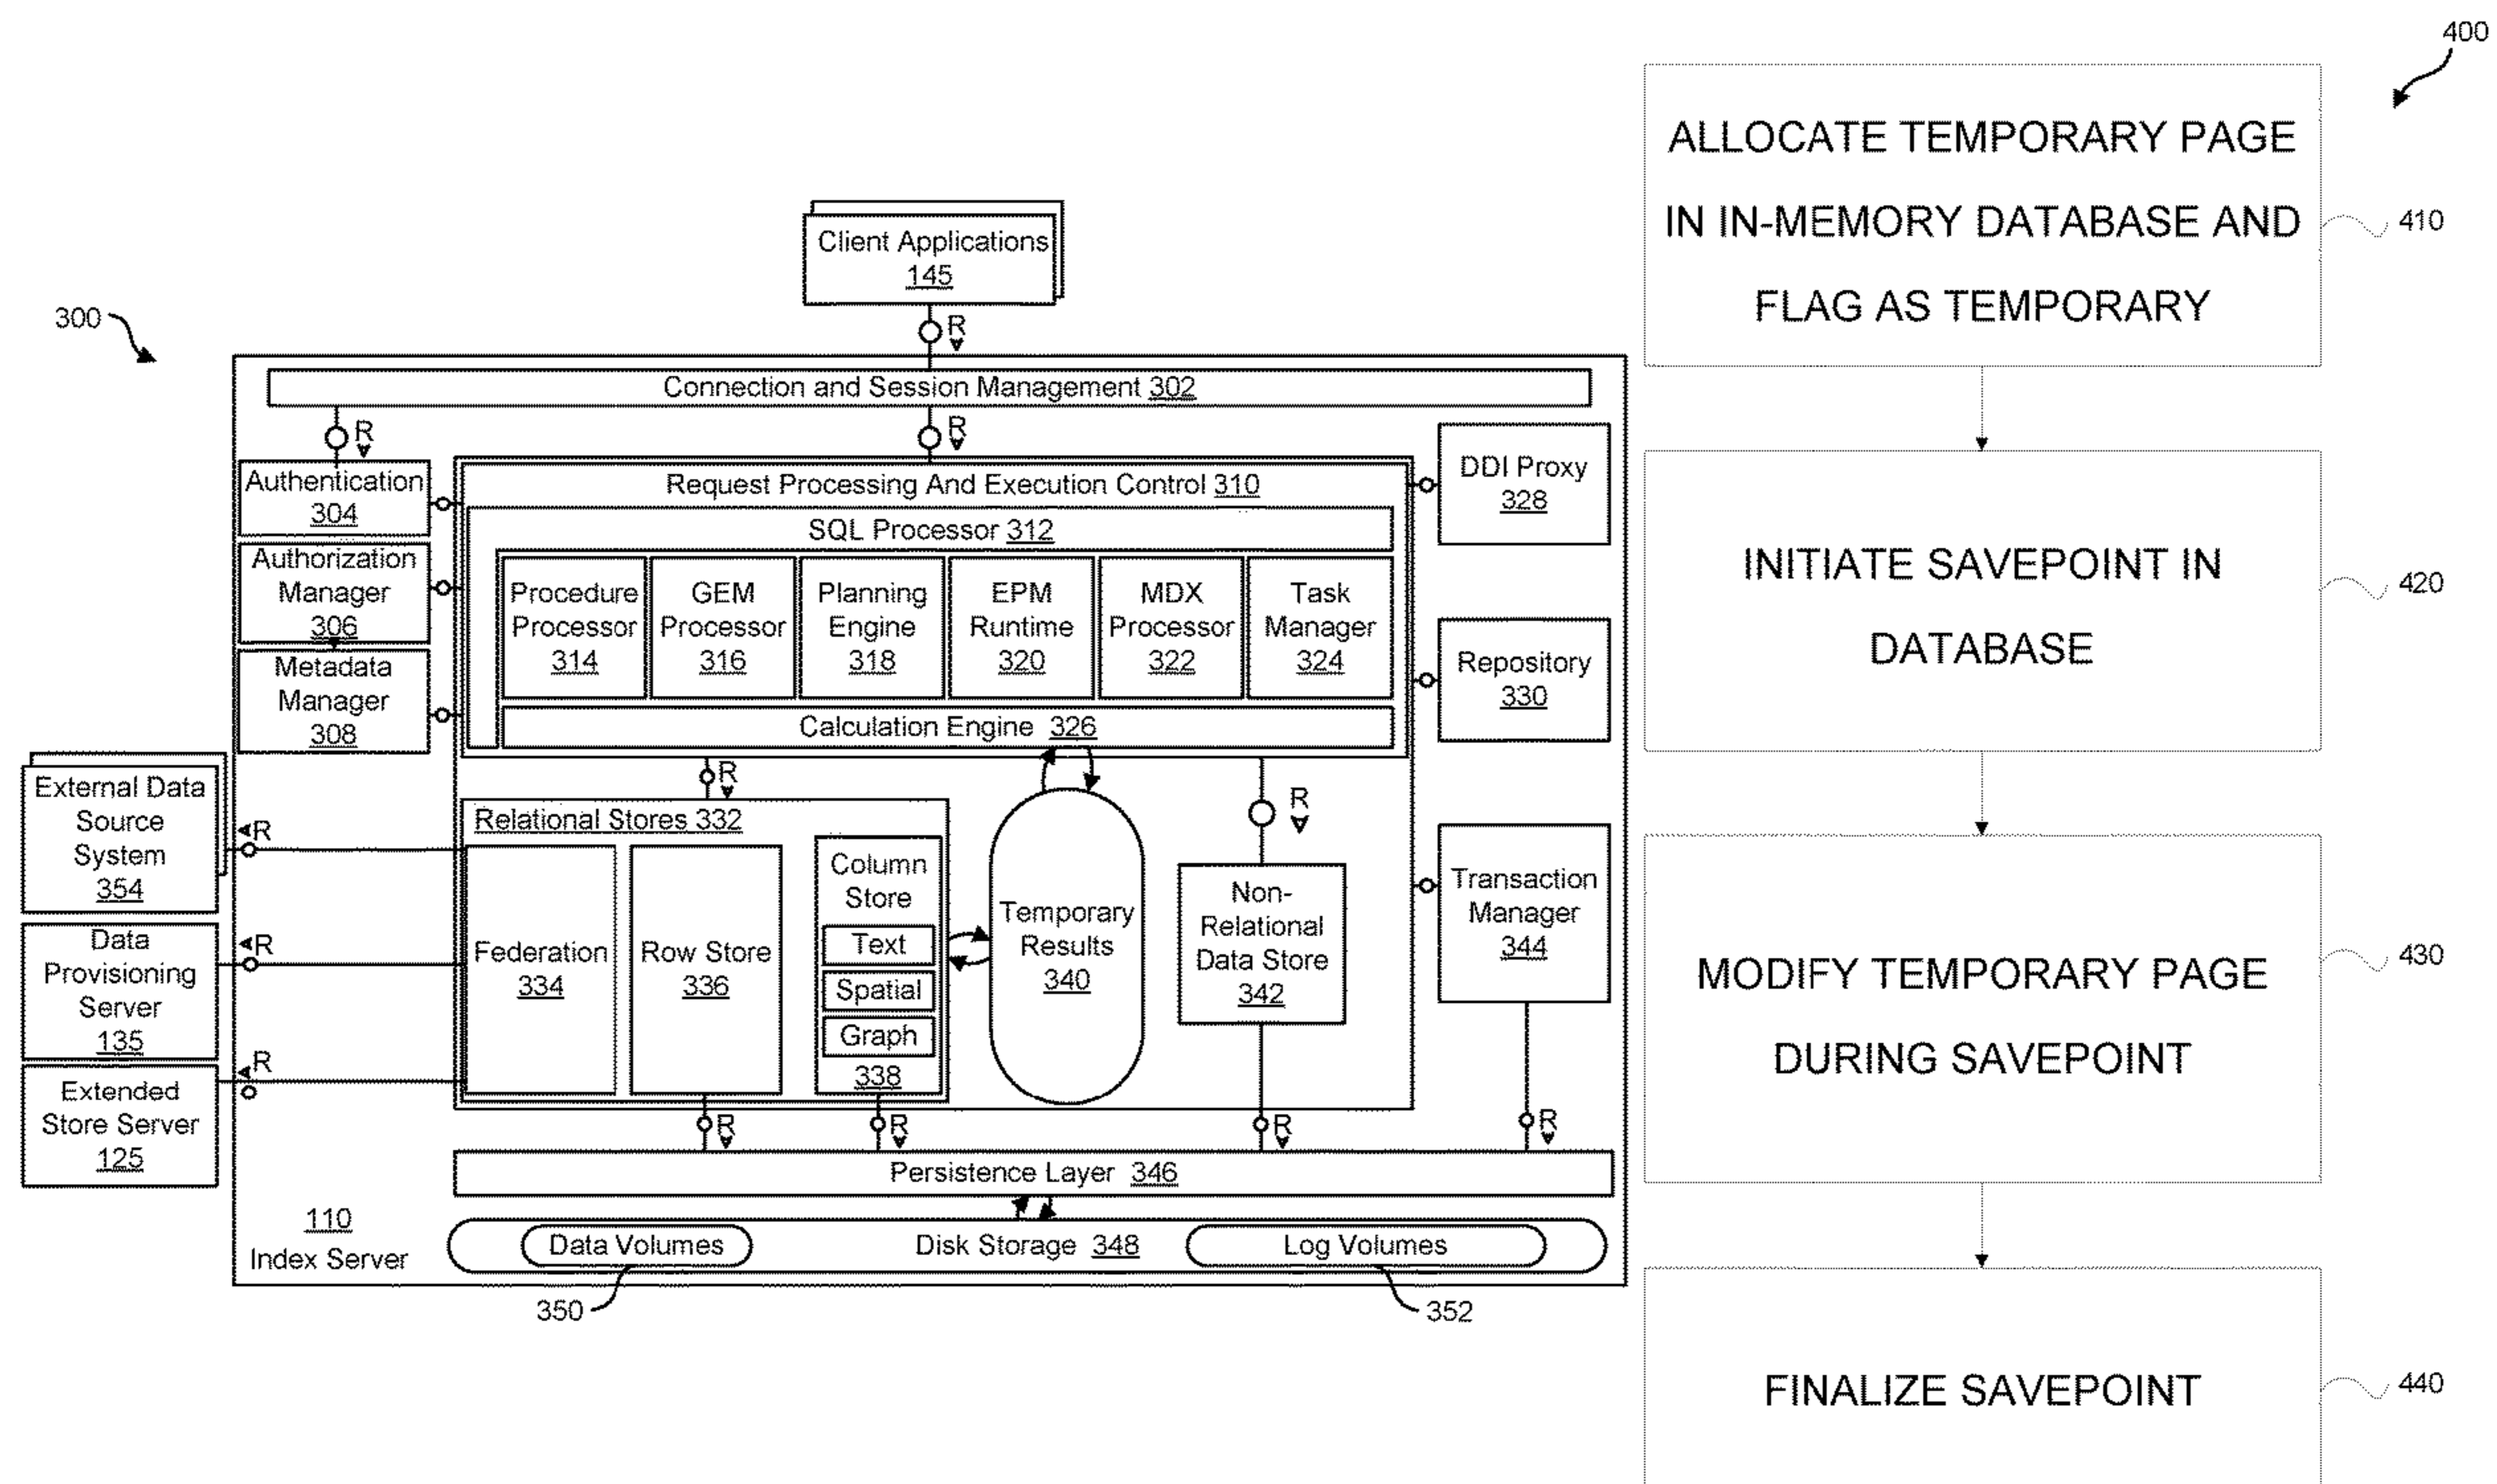 400
ALLOCATE TEMPORARY PAGE
IN IN-MEMORY DATABASE AND
FLAG AS TEMPORARY
410
INITIATE SAVEPOINT IN
DATABASE
420
MODIFY TEMPORARY PAGE
DURING SAVEPOINT
430
FINALIZE SAVEPOINT
440
300
Client Applications
145
R
Connection and Session Management 302
R
R
Authentication
304
Authorization
Manager
306
Metadata
Manager
308
Request Processing And Execution Control 310
SQL Processor 312
Procedure
Processor
314
GEM
Processor
316
Planning
Engine
318
EPM
Runtime
320
MDX
Processor
322
Task
Manager
324
Calculation Engine 326
DDI Proxy
328
Repository
330
Transaction
Manager
344
R
R
External Data
Source
System
354
R
Data
Provisioning
Server
135
R
Extended
Store Server
125
R
Relational Stores 332
Federation
334
Row Store
336
Column
Store
Text
Spatial
Graph
338
Temporary
Results
340
Non-
Relational
Data Store
342
R
R
R
R
Persistence Layer 346
110
Index Server
Data Volumes
Disk Storage 348
Log Volumes
350
352